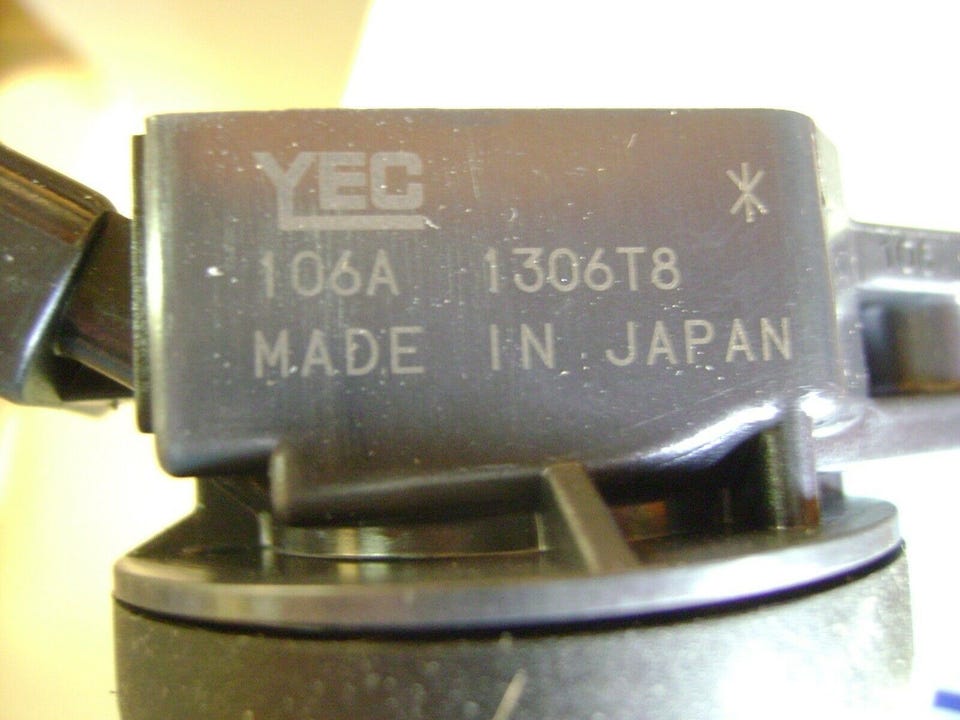 YEC
106A 1306T8
MADE IN JAPAN